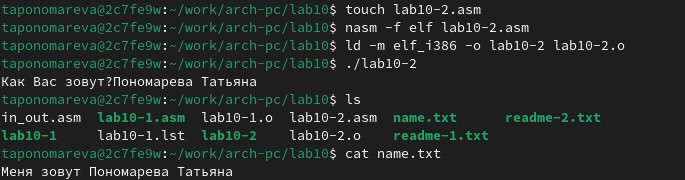 taponomareva@2c7fe9w:~/work/arch-pc/lab10$ touch lab10-2.asm
taponomareva@2c7fe9w:~/work/arch-pc/lab10$ nasm -f elf lab10-2.asm
taponomareva@2c7fe9w:~/work/arch-pc/lab10$ ld -m elf_i386 -o lab10-2 lab10-2.o
taponomareva@2c7fe9w:~/work/arch-pc/lab10$ ./lab10-2
Как Вас зовут?Пономарева Татьяна
taponomareva@2c7fe9w:~/work/arch-pc/lab10$ ls
in_out.asm  lab10-1.asm  lab10-1.o  lab10-2.asm  name.txt      readme-2.txt
lab10-1     lab10-1.lst  lab10-2    lab10-2.o    readme-1.txt
taponomareva@2c7fe9w:~/work/arch-pc/lab10$ cat name.txt
Меня зовут Пономарева Татьяна